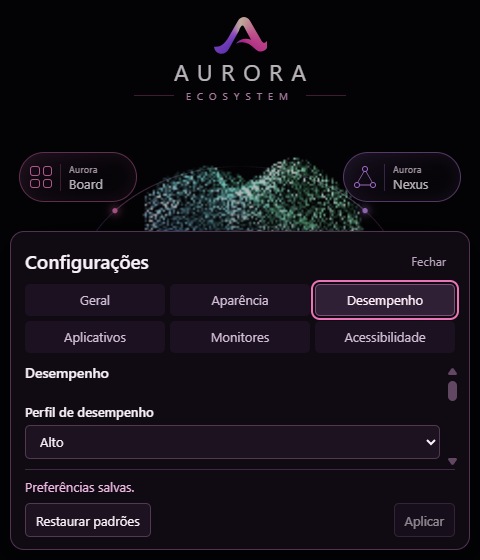 AURORA
ECOSYSTEM
Aurora
Board
Aurora
Nexus
Configurações
Fechar
Geral
Aparência
Desempenho
Aplicativos
Monitores
Acessibilidade
Desempenho
Perfil de desempenho
Alto
Preferências salvas.
Restaurar padrões
Aplicar